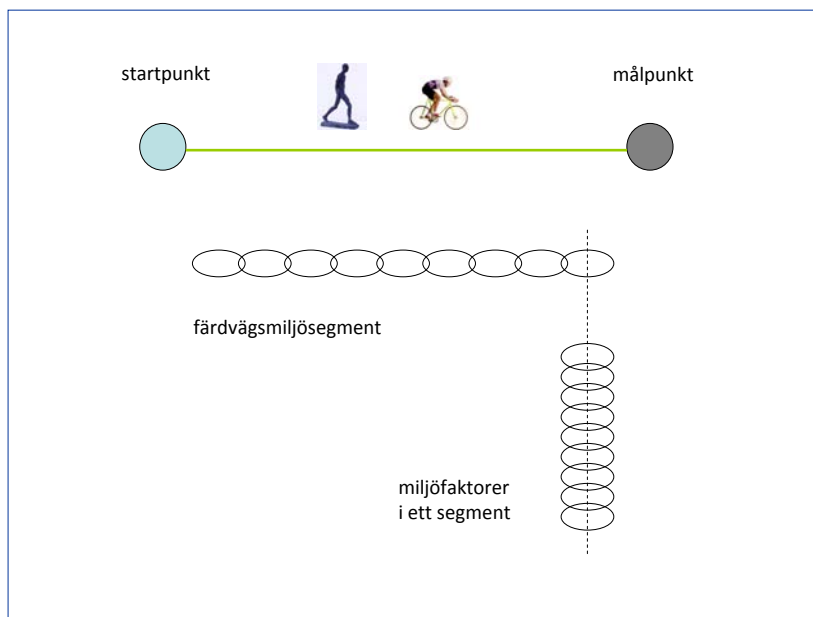 startpunkt
målpunkt
färdvägsmiljösegment
miljöfaktorer
i ett segment